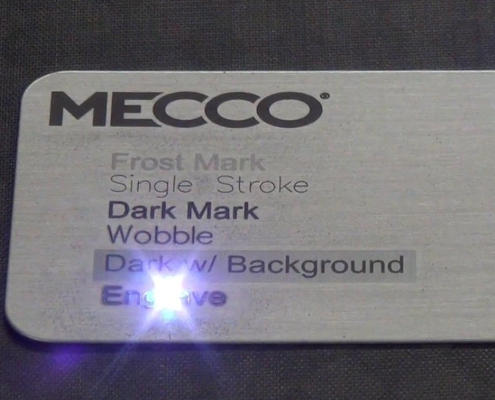 MECCO®
Frost Mark
Single Stroke
Dark Mark
Wobble
Dark w/ Background
Engrave